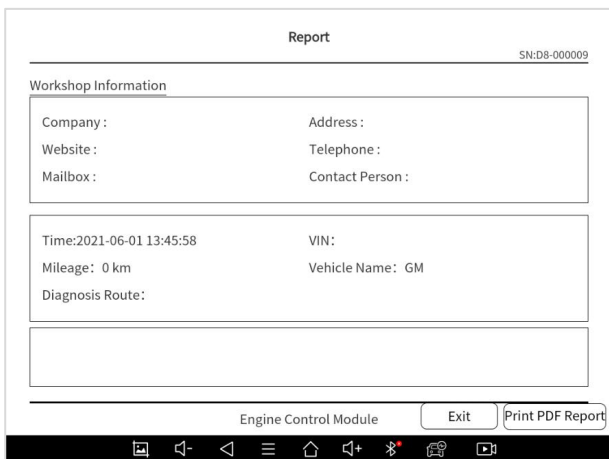 Report
SN:D8-000009
Workshop Information
Company : Address :
Website : Telephone :
Mailbox : Contact Person :
Time:2021-06-01 13:45:58 VIN:
Mileage: 0 km Vehicle Name: GM
Diagnosis Route:
Engine Control Module Exit Print PDF Report